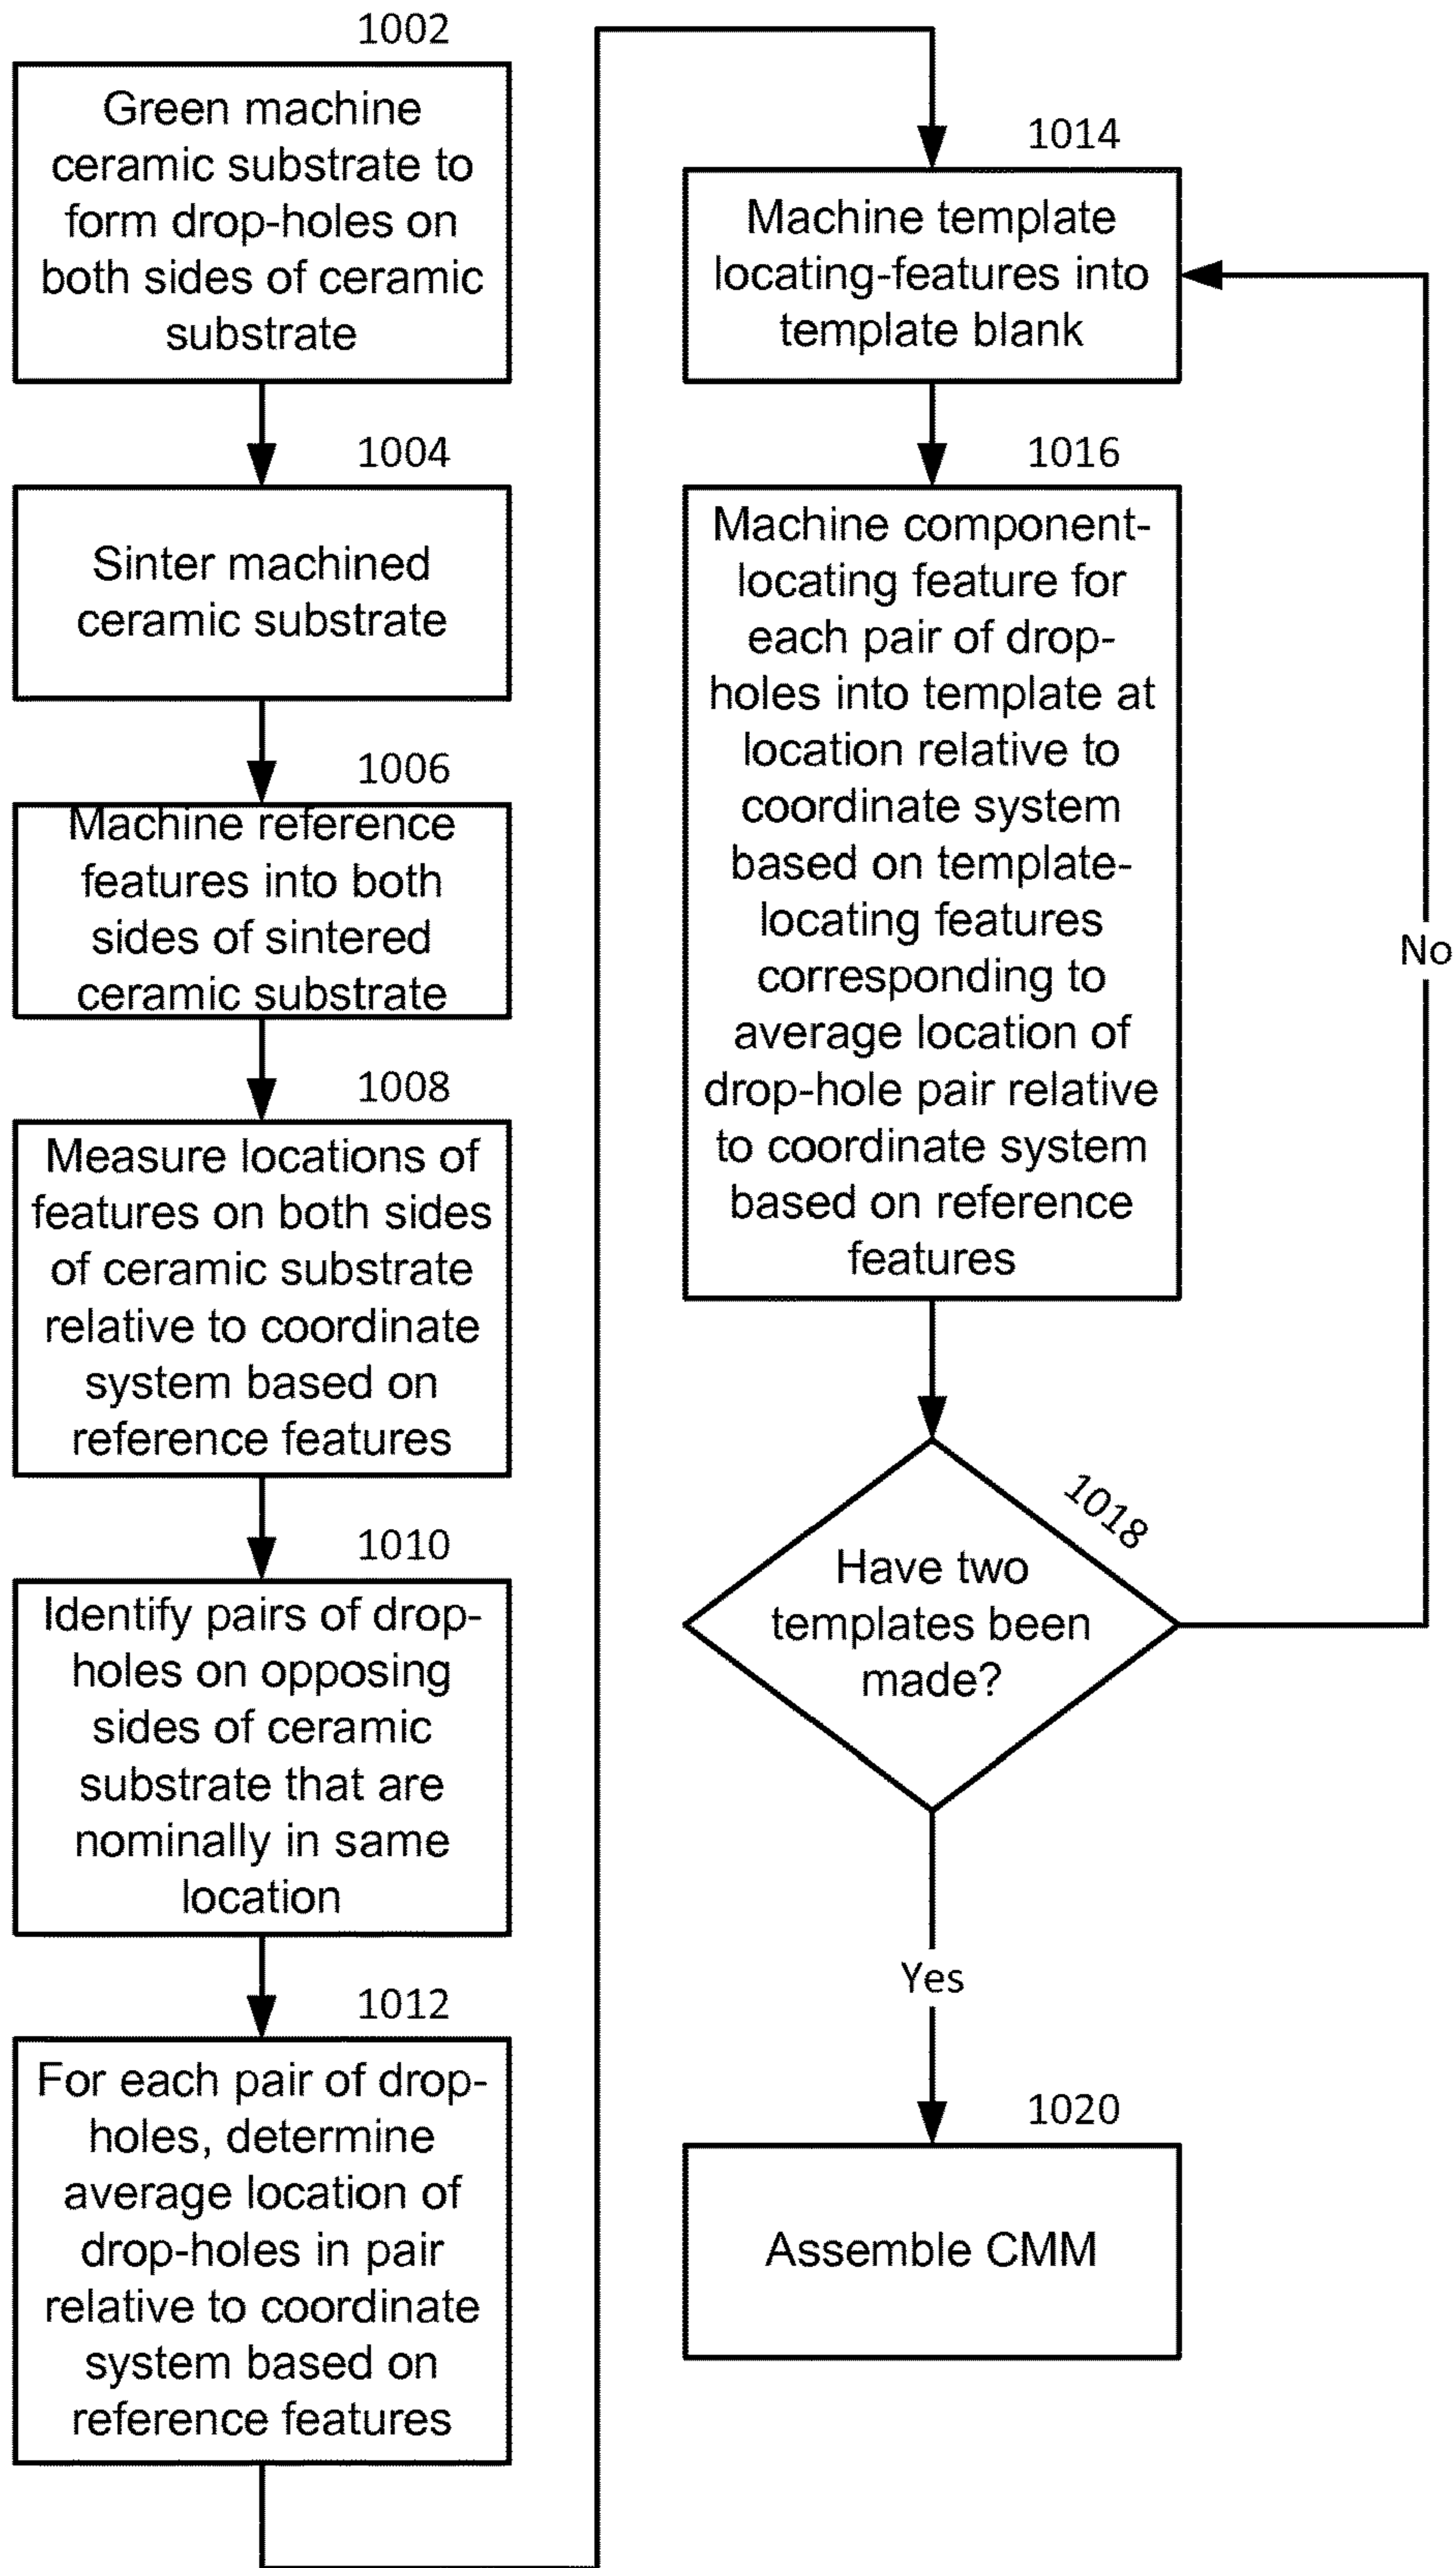 1002
Green machine
ceramic substrate to
form drop-holes on
both sides of ceramic
substrate
1004
Sinter machined
ceramic substrate
1006
Machine reference
features into both
sides of sintered
ceramic substrate
1008
Measure locations of
features on both sides
of ceramic substrate
relative to coordinate
system based on
reference features
1010
Identify pairs of drop-
holes on opposing
sides of ceramic
substrate that are
nominally in same
location
1012
For each pair of drop-
holes, determine
average location of
drop-holes in pair
relative to coordinate
system based on
reference features
1014
Machine template
locating-features into
template blank
1016
Machine component-
locating feature for
each pair of drop-
holes into template at
location relative to
coordinate system
based on template-
locating features
corresponding to
average location of
drop-hole pair relative
to coordinate system
based on reference
features
No
1018
Have two
templates been
made?
Yes
1020
Assemble CMM